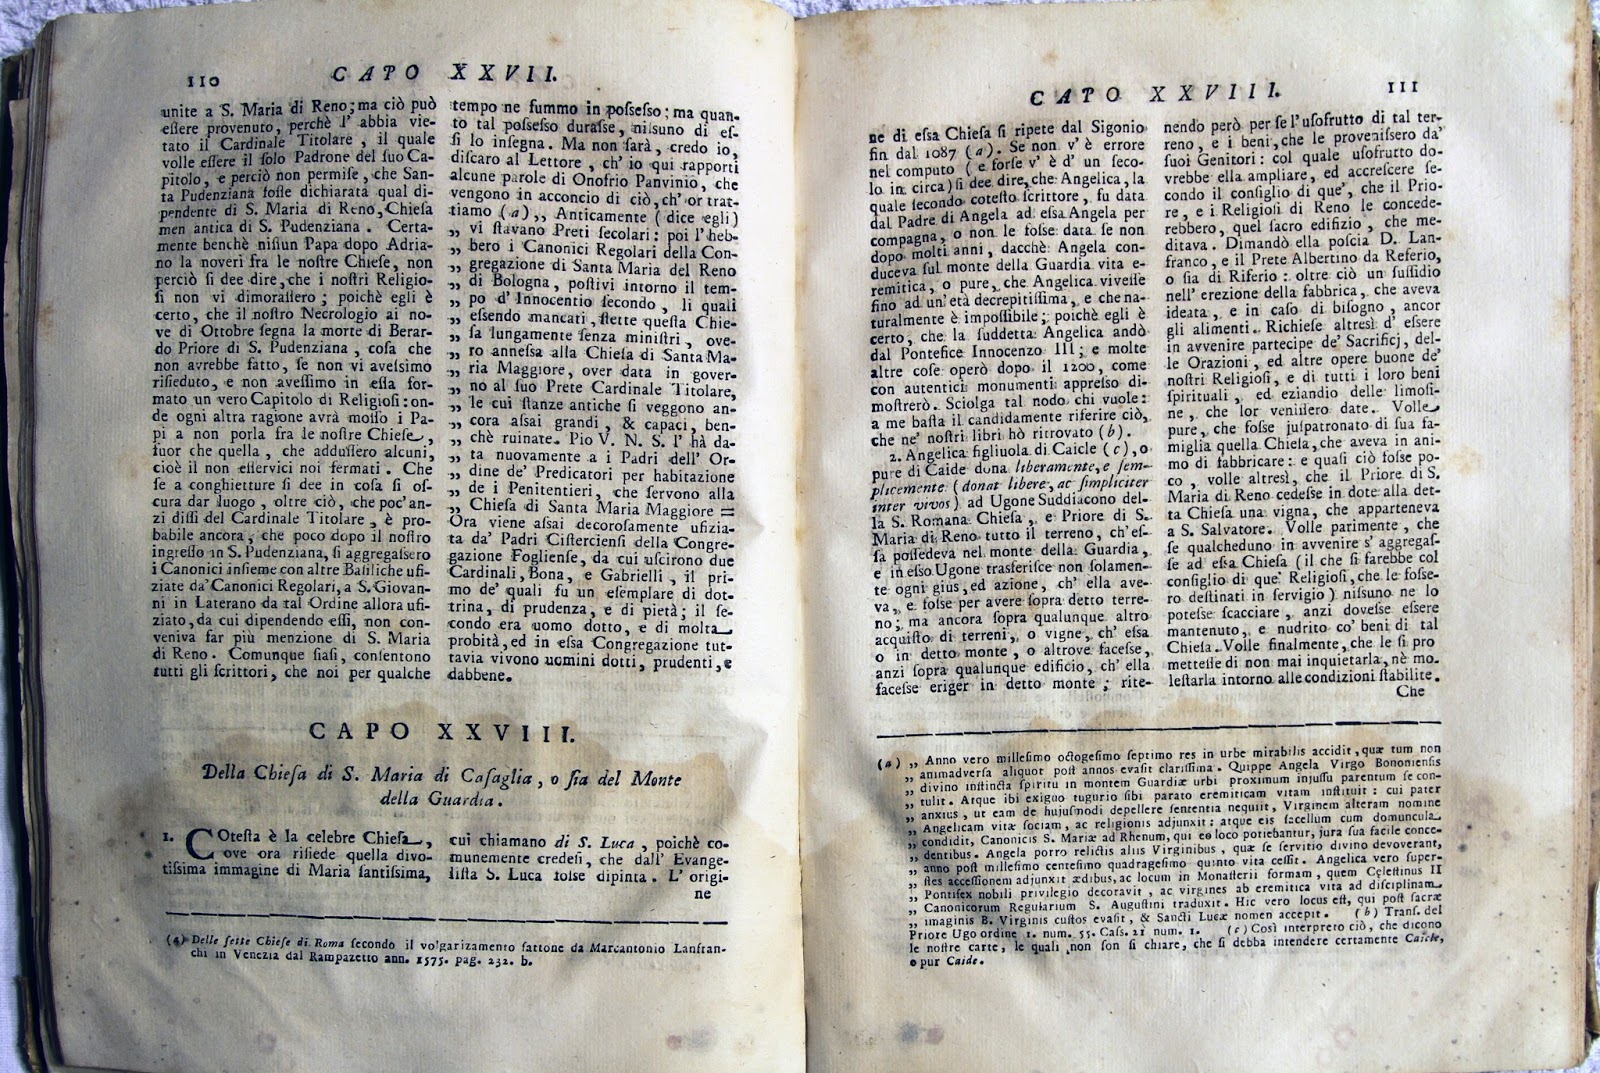 110
CAPO XXVII.
unite a S. Maria di Reno; ma ciò può
eſſere provenuto, perchè l' abbia vie-
tato il Cardinale Titolare, il quale
volle eſſere il ſolo Padrone del ſuo Ca-
pitolo, e perciò non permiſe, che San-
ta Pudenziana foſſe dichiarata qual di-
pendente di S. Maria di Reno, Chieſa
men antica di S. Pudenziana. Certa-
mente benchè niſſun Papa dopo Adria-
no la noveri fra le noſtre Chieſe, non
perciò ſi dee dire, che i noſtri Religio-
ſi non vi dimoraſſero; poichè egli è
certo, che il noſtro Necrologio ai no-
ve di Ottobre ſegna la morte di Berar-
do Priore di S. Pudenziana, coſa che
non avrebbe fatto, ſe non vi aveſsimo
riſieduto, e non aveſſimo in eſſa for-
mato un vero Capitolo di Religioſi: on-
de ogni altra ragione avrà moſſo i Pa-
pi a non porla fra le noſtre Chieſe,
fuor che quella, che adduſſero alcuni,
cioè il non eſſervici noi fermati. Che
ſe a conghietture ſi dee in coſa sì oſ-
cura dar luogo, oltre ciò, che poc' an-
zi diſſi del Cardinale Titolare, è pro-
babile ancora, che poco dopo il noſtro
ingreſſo in S. Pudenziana, ſi aggregaſsero
i Canonici inſieme con altre Baſiliche ufi-
ziate da' Canonici Regolari, a S. Giovan-
ni in Laterano da tal Ordine allora ufi-
ziato, da cui dipendendo eſſi, non con-
veniva far più menzione di S. Maria
di Reno. Comunque ſiaſi, conſentono
tutti gli ſcrittori, che noi per qualche
tempo ne fummo in poſseſso; ma quan-
to tal poſseſso duraſse, niſsuno di eſ-
ſi lo inſegna. Ma non ſarà, credo io,
diſcaro al Lettore, ch' io qui rapporti
alcune parole di Onofrio Panvinio, che
vengono in acconcio di ciò, ch' or trat-
tiamo (a) ,, Anticamente (dice egli)
,, vi ſtavano Preti ſecolari: poi l' heb-
,, bero i Canonici Regolari della Con-
,, gregazione di Santa Maria del Reno
,, di Bologna, poſtivi intorno il tem-
,, po d' Innocentio ſecondo, li quali
,, eſsendo mancati, ſtette queſta Chie-
,, ſa lungamente ſenza miniſtri, ove-
,, ro annеſsa alla Chieſa di Santa Ma-
,, ria Maggiore, over data in gover-
,, no al ſuo Prete Cardinale Titolare,
,, le cui ſtanze antiche ſi veggono an-
,, cora aſsai grandi, & capaci, ben-
,, chè ruinate. Pio V. N. S. l' hà da-
,, ta nuovamente a i Padri dell' Or-
,, dine de' Predicatori per habitazione
,, de i Penitentieri, che ſervono alla
,, Chieſa di Santa Maria Maggiore =
Ora viene aſsai decoroſamente ufizia-
ta da' Padri Ciſtercienſi della Congre-
gazione Foglienſe, da cui uſcirono due
Cardinali, Bona, e Gabrielli, il pri-
mo de' quali fu un eſemplare di dot-
trina, di prudenza, e di pietà; il ſe-
condo era uomo dotto, e di molta
probità, ed in eſsa Congregazione tut-
tavia vivono uomini dotti, prudenti, e
dabbene.
CAPO XXVIII.
Della Chieſa di S. Maria di Caſaglia, o ſia del Monte
della Guardia.
1. COteſta è la celebre Chieſa,
ove ora riſiede quella divo-
tiſsima immagine di Maria ſantiſsima,
cui chiamano di S. Luca, poichè co-
munemente credeſi, che dall' Evange-
liſta S. Luca foſse dipinta. L' origi-
ne
(a) Delle ſette Chieſe di Roma ſecondo il volgarizamento fattone da Marcantonio Lanfran-
chi in Venezia dal Rampazetto ann. 1575. pag. 232. b.
CAPO XXVIII.
111
ne di eſsa Chieſa ſi ripete dal Sigonio
fin dal 1087 (a). Se non v' è errore
nel computo (e forſe v' è d' un ſeco-
lo in circa) ſi dee dire, che Angelica, la
quale ſecondo coteſto ſcrittore, fu data
dal Padre di Angela ad eſsa Angela per
compagna, o non le foſse data ſe non
dopo molti anni, dacchè Angela con-
duceva ſul monte della Guardia vita e-
remitica, o pure, che Angelica viveſſe
fino ad un' età decrepitiſſima, e che na-
turalmente è impoſſibile; poichè egli è
certo, che la ſuddetta Angelica andò
dal Pontefice Innocenzo III; e molte
altre coſe operò dopo il 1200, come
con autentici monumenti appreſso di-
moſtrerò. Sciolga tal nodo chi vuole:
a me baſta il candidamente riferire ciò,
che ne' noſtri libri hò ritrovato (b).
2. Angelica figliuola di Caicle (c), o
pure di Caide dona liberamente, e ſem-
plicemente (donat libere, ac ſimpliciter
inter vivos) ad Ugone Suddiacono del-
la S. Romana Chieſa, e Priore di S.
Maria di Reno tutto il terreno, ch' eſ-
ſa poſſedeva nel monte della Guardia,
e in eſso Ugone trasferiſce non ſolamen-
te ogni gius, ed azione, ch' ella ave-
va, e foſse per avere ſopra detto terre-
no; ma ancora ſopra qualunque altro
acquiſto di terreni, o vigne, ch' eſsa
o in detto monte, o altrove faceſse,
anzi ſopra qualunque edificio, ch' ella
faceſse eriger in detto monte; rite-
nendo però per ſe l' uſofrutto di tal ter-
reno, e i beni, che le proveniſſero da'
ſuoi Genitori: col quale uſofrutto do-
vrebbe ella ampliare, ed accreſcere ſe-
condo il conſiglio di que', che il Prio-
re, e i Religioſi di Reno le concede-
rebbero, quel ſacro edifizio, che me-
ditava. Dimandò ella poſcia D. Lan-
franco, e il Prete Albertino da Referio,
o ſia di Riferio: oltre ciò un ſuſſidio
nell' erezione della fabbrica, che aveva
ideata, e in caſo di biſogno, ancor
gli alimenti. Richieſe altresì d' eſsere
in avvenire partecipe de' Sacrificj, del-
le Orazioni, ed altre opere buone de'
noſtri Religioſi, e di tutti i loro beni
ſpirituali, ed eziandio delle limoſi-
ne, che lor veniſſero date. Volle
pure, che foſse juſpatronato di ſua fa-
miglia quella Chieſa, che aveva in ani-
mo di fabbricare: e quaſi ciò foſse po-
co, volle altresì, che il Priore di S.
Maria di Reno cedeſse in dote alla det-
ta Chieſa una vigna, che apparteneva
a S. Salvatore. Volle parimente, che
ſe qualcheduno in avvenire s' aggregaſ-
ſe ad eſsa Chieſa (il che ſi farebbe col
conſiglio di que' Religioſi, che le foſſe-
ro deſtinati in ſervigio) niſsuno ne lo
poteſse ſcacciare, anzi doveſse eſsere
mantenuto, e nudrito co' beni di tal
Chieſa. Volle finalmente, che le ſi pro
metteſſe di non mai inquietarla, nè mo-
leſtarla intorno alle condizioni ſtabilite.
Che
(a) ,, Anno vero milleſimo octogeſimo ſeptimo res in urbe mirabilis accidit, quæ tum non
,, animadverſa aliquot poſt annos evaſit clariſſima. Quippe Angela Virgo Bononienſis
,, divino inſtincta ſpiritu in montem Guardiæ urbi proximum injuſſu parentum ſe con-
,, tulit. Atque ibi exiguo tugurio ſibi parato eremiticam vitam inſtituit: cui pater
,, anxius, ut eam de hujuſmodi depellere ſententia nequiit, Virginem alteram nomine
,, Angelicam vitæ ſociam, ac religionis adjunxit: atque eis ſacellum cum domuncula
,, condidit, Canonicis S. Mariæ ad Rhenum, qui eo loco potiebantur, jura ſua facile conce-
,, dentibus. Angela porro relictis aliis Virginibus, quæ ſe ſervitio divino devoverant,
,, anno poſt milleſimo centeſimo quadrageſimo quinto vita ceſſit. Angelica vero ſuper-
,, ſtes acceſſionem adjunxit ædibus, ac locum in Monaſterii formam, quem Celeſtinus II
,, Pontifex nobili privilegio decoravit, ac virgines ab eremitica vita ad diſciplinam
,, Canonicorum Regularium S. Auguſtini traduxit. Hic vero locus eſt, qui poſt ſacræ
,, imaginis B. Virginis cuſtos evaſit, & Sancti Lucæ nomen accepit. (b) Tranſ. del
Priore Ugo ordine 1. num. 55. Caſs. 21 num. 1. (c) Così interpreto ciò, che dicono
le noſtre carte, le quali non ſon ſi chiare, che ſi debba intendere certamente Caicle,
o pur Caide.